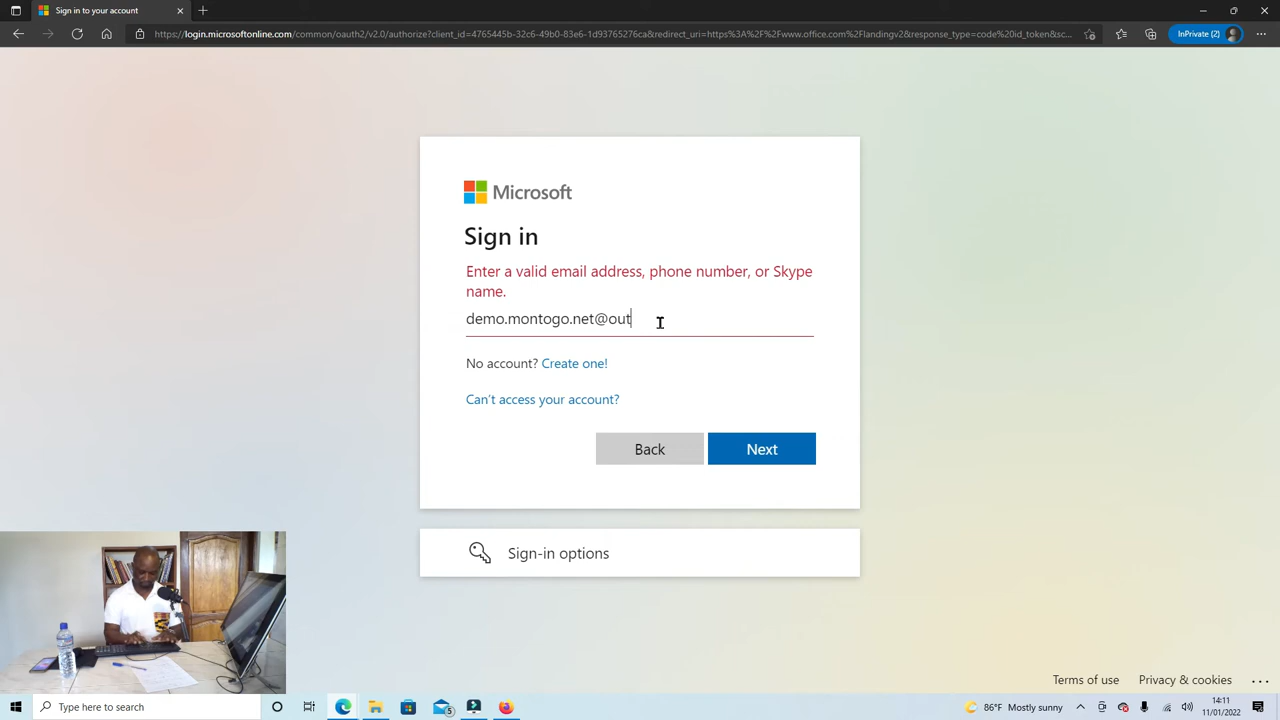 Sign in to your account
https://login.microsoftonline.com/common/oauth2/v2.0/authorize?client_id=4765445b-32c6-49b0-83e6-1d93765276ca&redirect_uri=https%3A%2F%2Fwww.office.com%2Flandingv2&response_type=code%20id_token&sc...
InPrivate (2)
Microsoft
Sign in
Enter a valid email address, phone number, or Skype
name.
demo.montogo.net@out
No account? Create one!
Can't access your account?
Back
Next
Sign-in options
Terms of use
Privacy & cookies
...
Type here to search
5
86°F Mostly sunny
14:11
11/01/2022